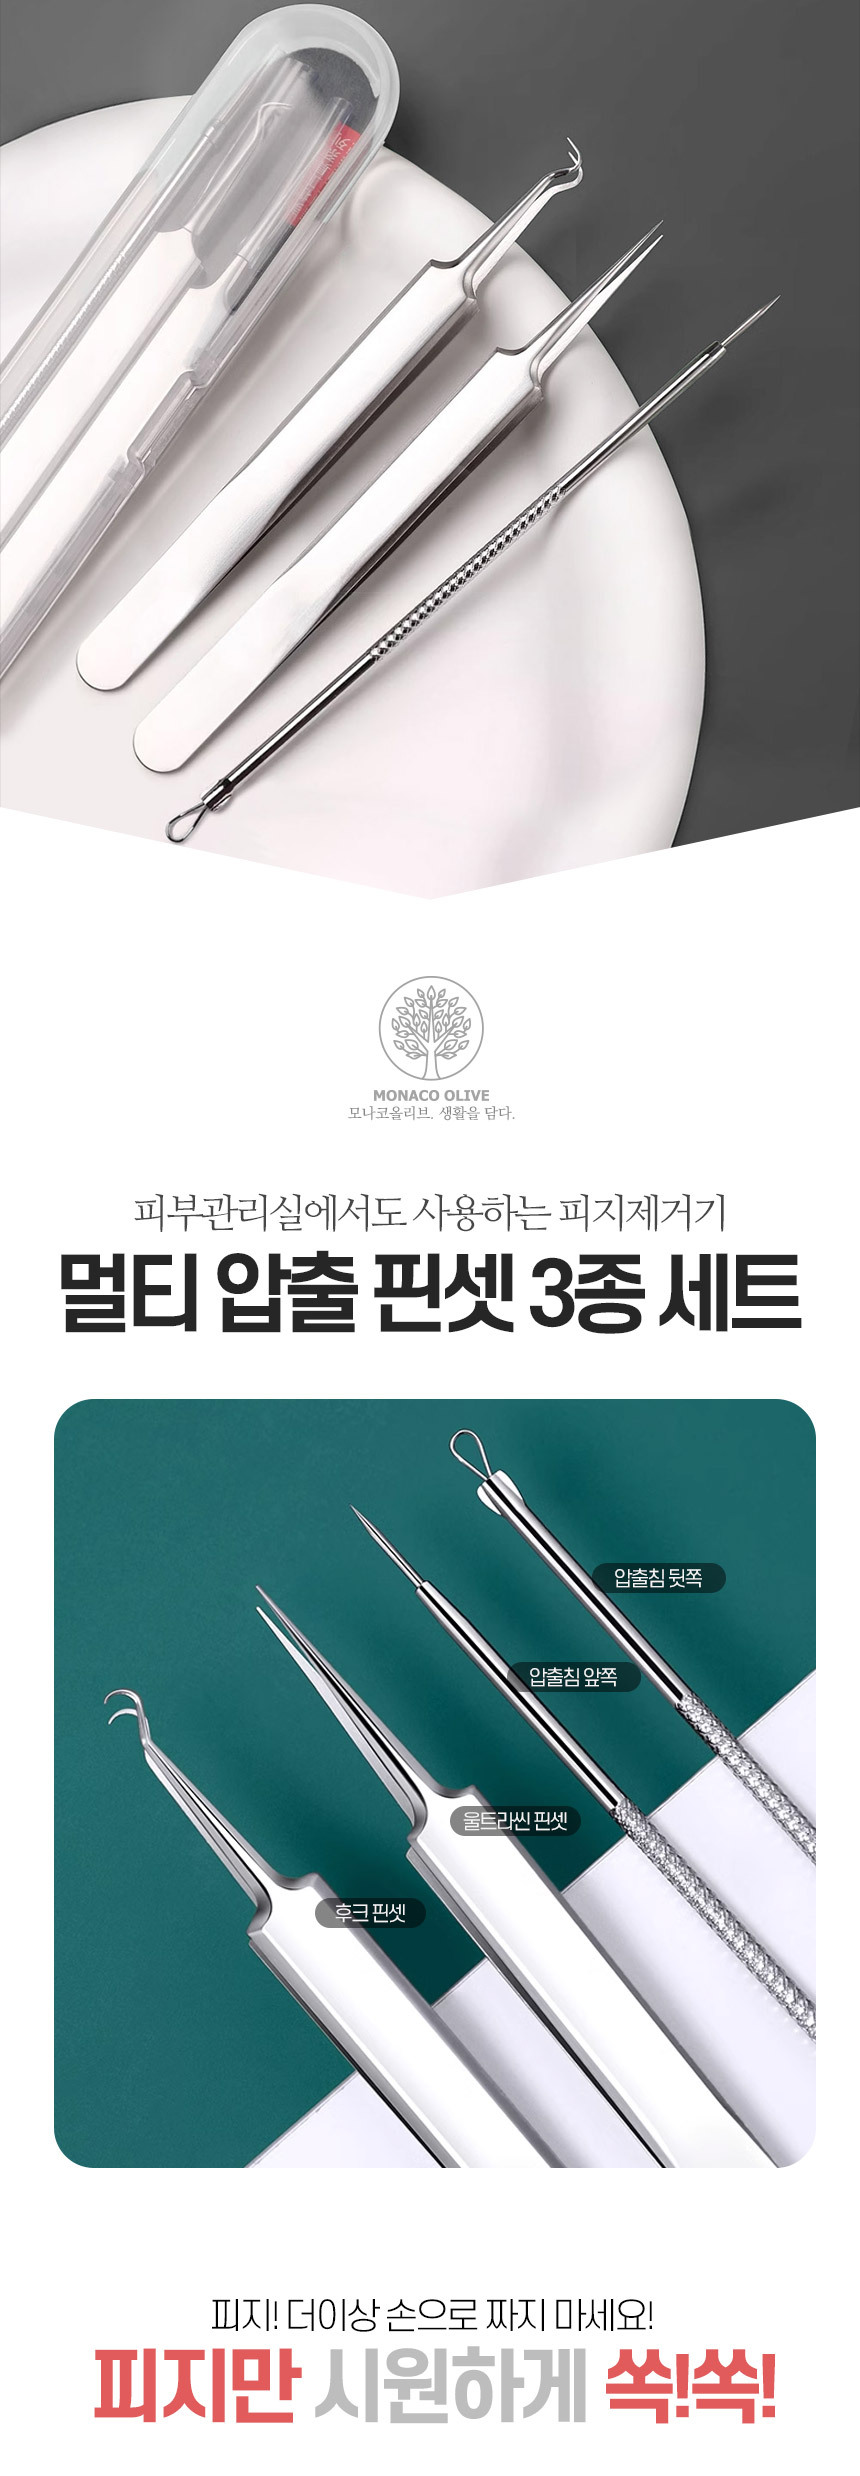 MONACO OLIVE
모나코올리브. 생활을 담다.
피부관리실에서도 사용하는 피지제거기
멀티 압출 핀셋 3종 세트
압출침 뒷쪽
압출침 앞쪽
울트라씬 핀셋
후크 핀셋
피지! 더이상 손으로 짜지 마세요!
피지만 시원하게 쏙!쏙!